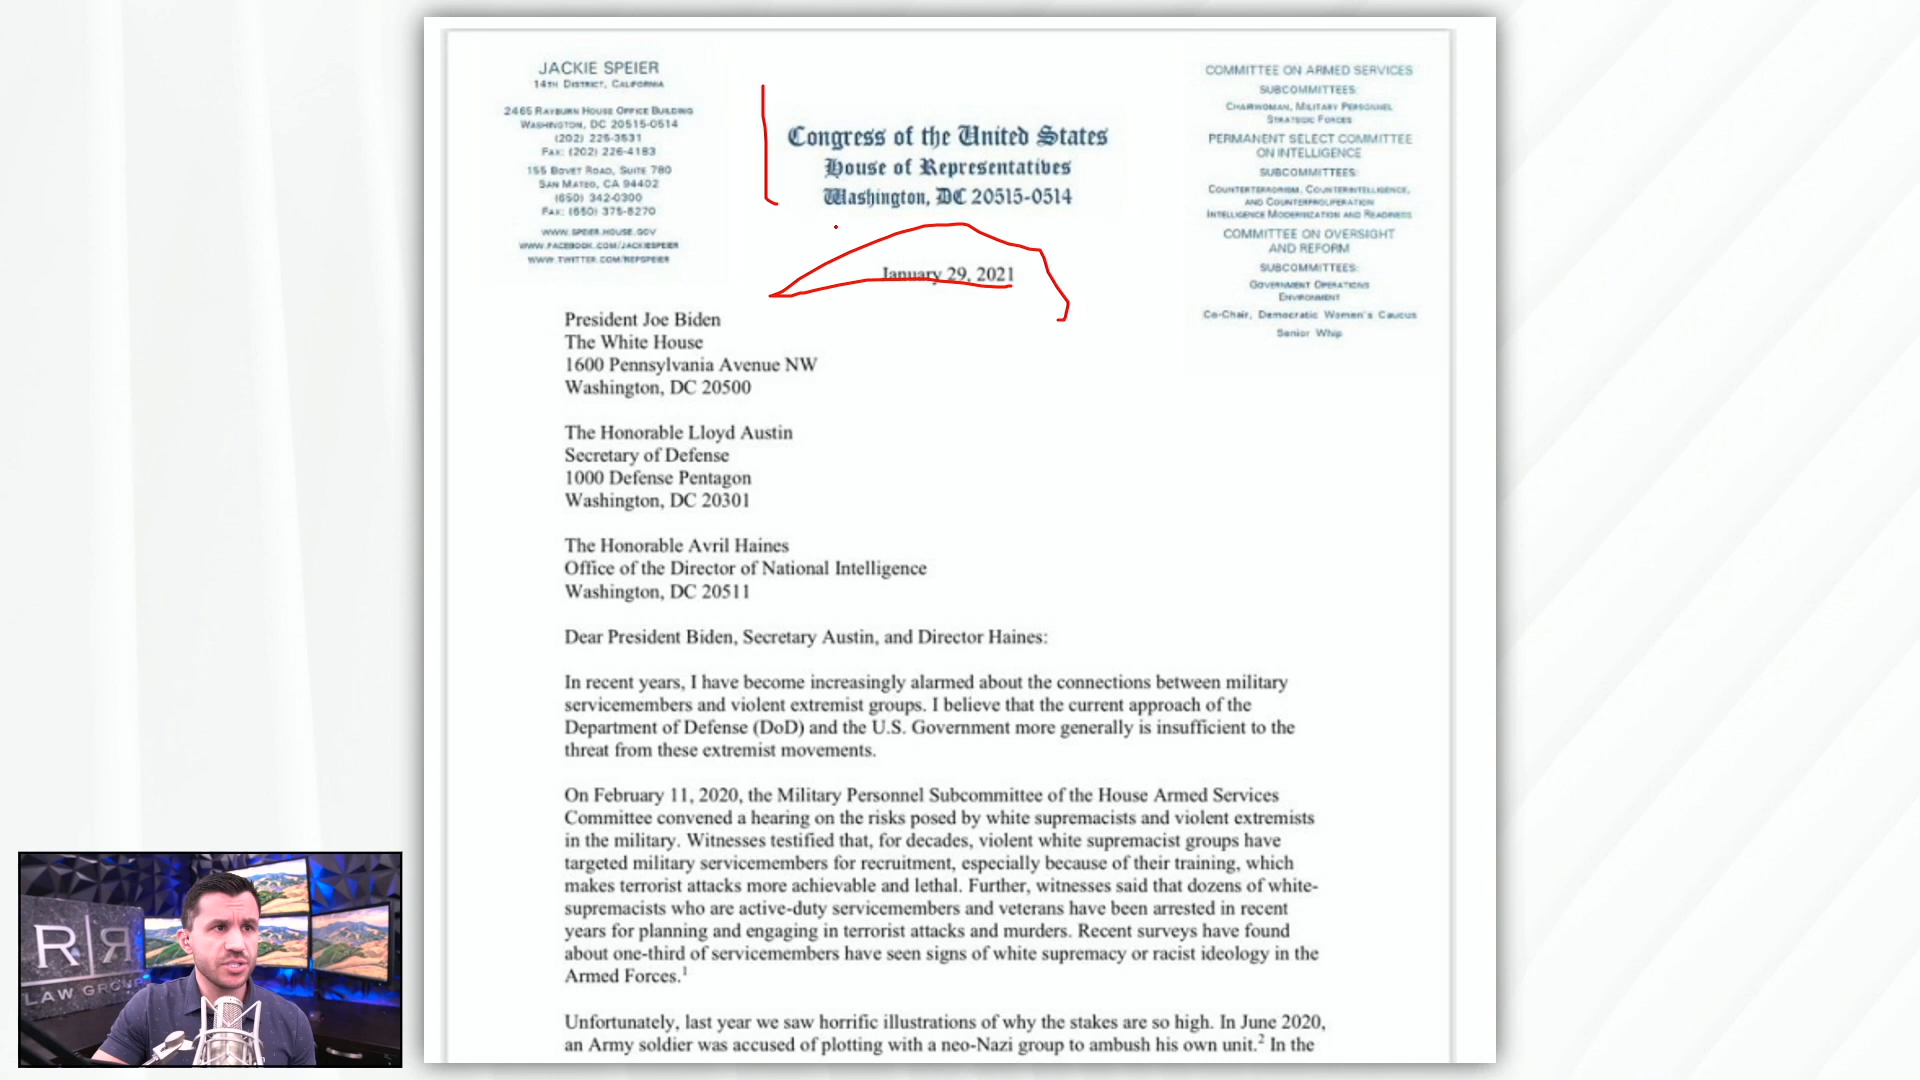 JACKIE SPEIER
14TH DISTRICT, CALIFORNIA
2465 RAYBURN HOUSE OFFICE BUILDING
WASHINGTON, DC 20515-0514
(202) 225-3531
FAX: (202) 226-4183
155 BOVET ROAD, SUITE 780
SAN MATEO, CA 94402
(650) 342-0300
FAX: (650) 375-8270
WWW.SPEIER.HOUSE.GOV
WWW.FACEBOOK.COM/JACKIESPEIER
WWW.TWITTER.COM/REPSPEIER
Congress of the United States
House of Representatives
Washington, DC 20515-0514
COMMITTEE ON ARMED SERVICES
SUBCOMMITTEES:
CHAIRWOMAN, MILITARY PERSONNEL
STRATEGIC FORCES
PERMANENT SELECT COMMITTEE
ON INTELLIGENCE
SUBCOMMITTEES:
COUNTERTERRORISM, COUNTERINTELLIGENCE,
AND COUNTERPROLIFERATION
INTELLIGENCE MODERNIZATION AND READINESS
COMMITTEE ON OVERSIGHT
AND REFORM
SUBCOMMITTEES:
GOVERNMENT OPERATIONS
ENVIRONMENT
Co-Chair, Democratic Women's Caucus
Senior Whip
January 29, 2021
President Joe Biden
The White House
1600 Pennsylvania Avenue NW
Washington, DC 20500
The Honorable Lloyd Austin
Secretary of Defense
1000 Defense Pentagon
Washington, DC 20301
The Honorable Avril Haines
Office of the Director of National Intelligence
Washington, DC 20511
Dear President Biden, Secretary Austin, and Director Haines:
In recent years, I have become increasingly alarmed about the connections between military
servicemembers and violent extremist groups. I believe that the current approach of the
Department of Defense (DoD) and the U.S. Government more generally is insufficient to the
threat from these extremist movements.
On February 11, 2020, the Military Personnel Subcommittee of the House Armed Services
Committee convened a hearing on the risks posed by white supremacists and violent extremists
in the military. Witnesses testified that, for decades, violent white supremacist groups have
targeted military servicemembers for recruitment, especially because of their training, which
makes terrorist attacks more achievable and lethal. Further, witnesses said that dozens of white-
supremacists who are active-duty servicemembers and veterans have been arrested in recent
years for planning and engaging in terrorist attacks and murders. Recent surveys have found
about one-third of servicemembers have seen signs of white supremacy or racist ideology in the
Armed Forces.1
Unfortunately, last year we saw horrific illustrations of why the stakes are so high. In June 2020,
an Army soldier was accused of plotting with a neo-Nazi group to ambush his own unit.2 In the
R|R
LAW GROUP